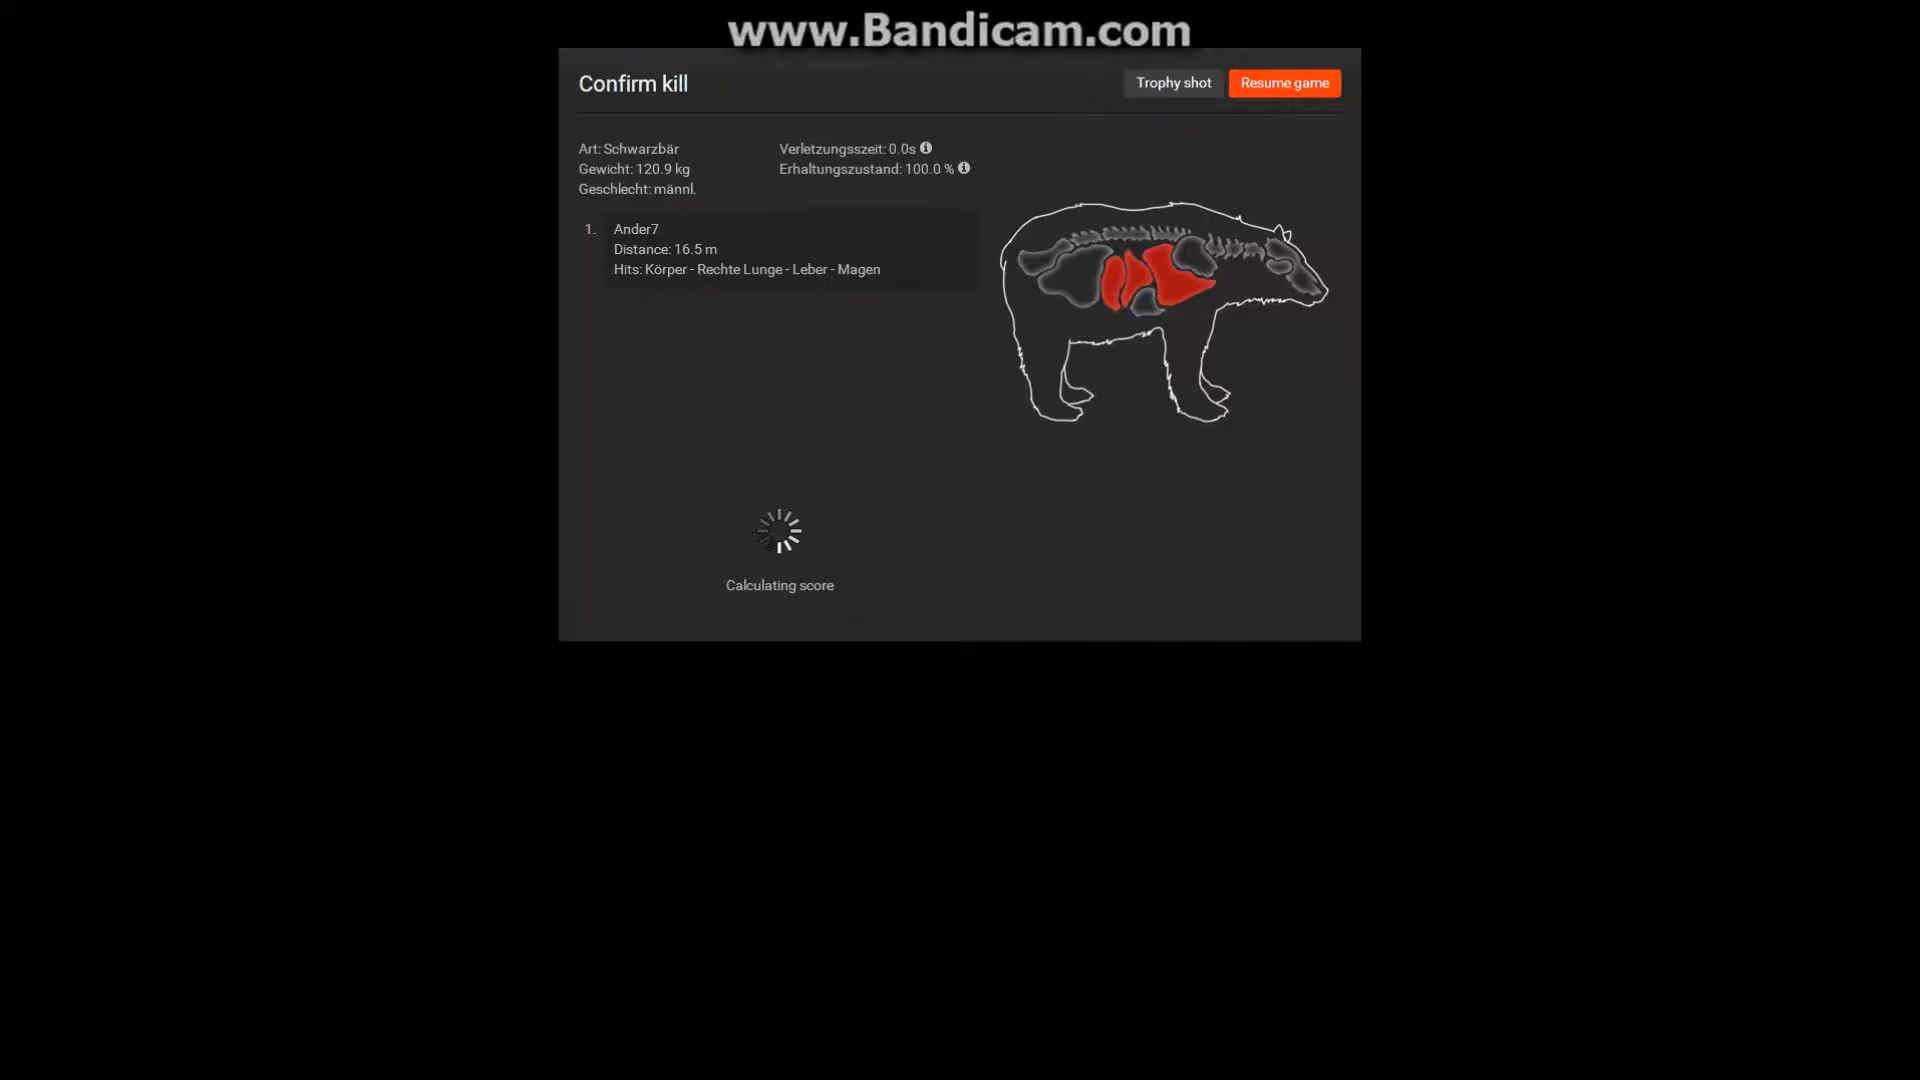 www.Bandicam.com
Confirm kill
Trophy shot
Resume game
Art: Schwarzbär
Gewicht: 120.9 kg
Geschlecht: männl.
Verletzungsszeit: 0.0s
Erhaltungszustand: 100.0 %
1.
Ander7
Distance: 16.5 m
Hits: Körper - Rechte Lunge - Leber - Magen
Calculating score